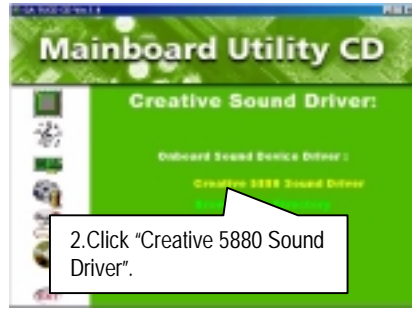 Mainboard Utility CD
Creative Sound Driver:
Onboard Sound Device Driver :
Creative 5880 Sound Driver
2.Click “Creative 5880 Sound
Driver”.
EXIT